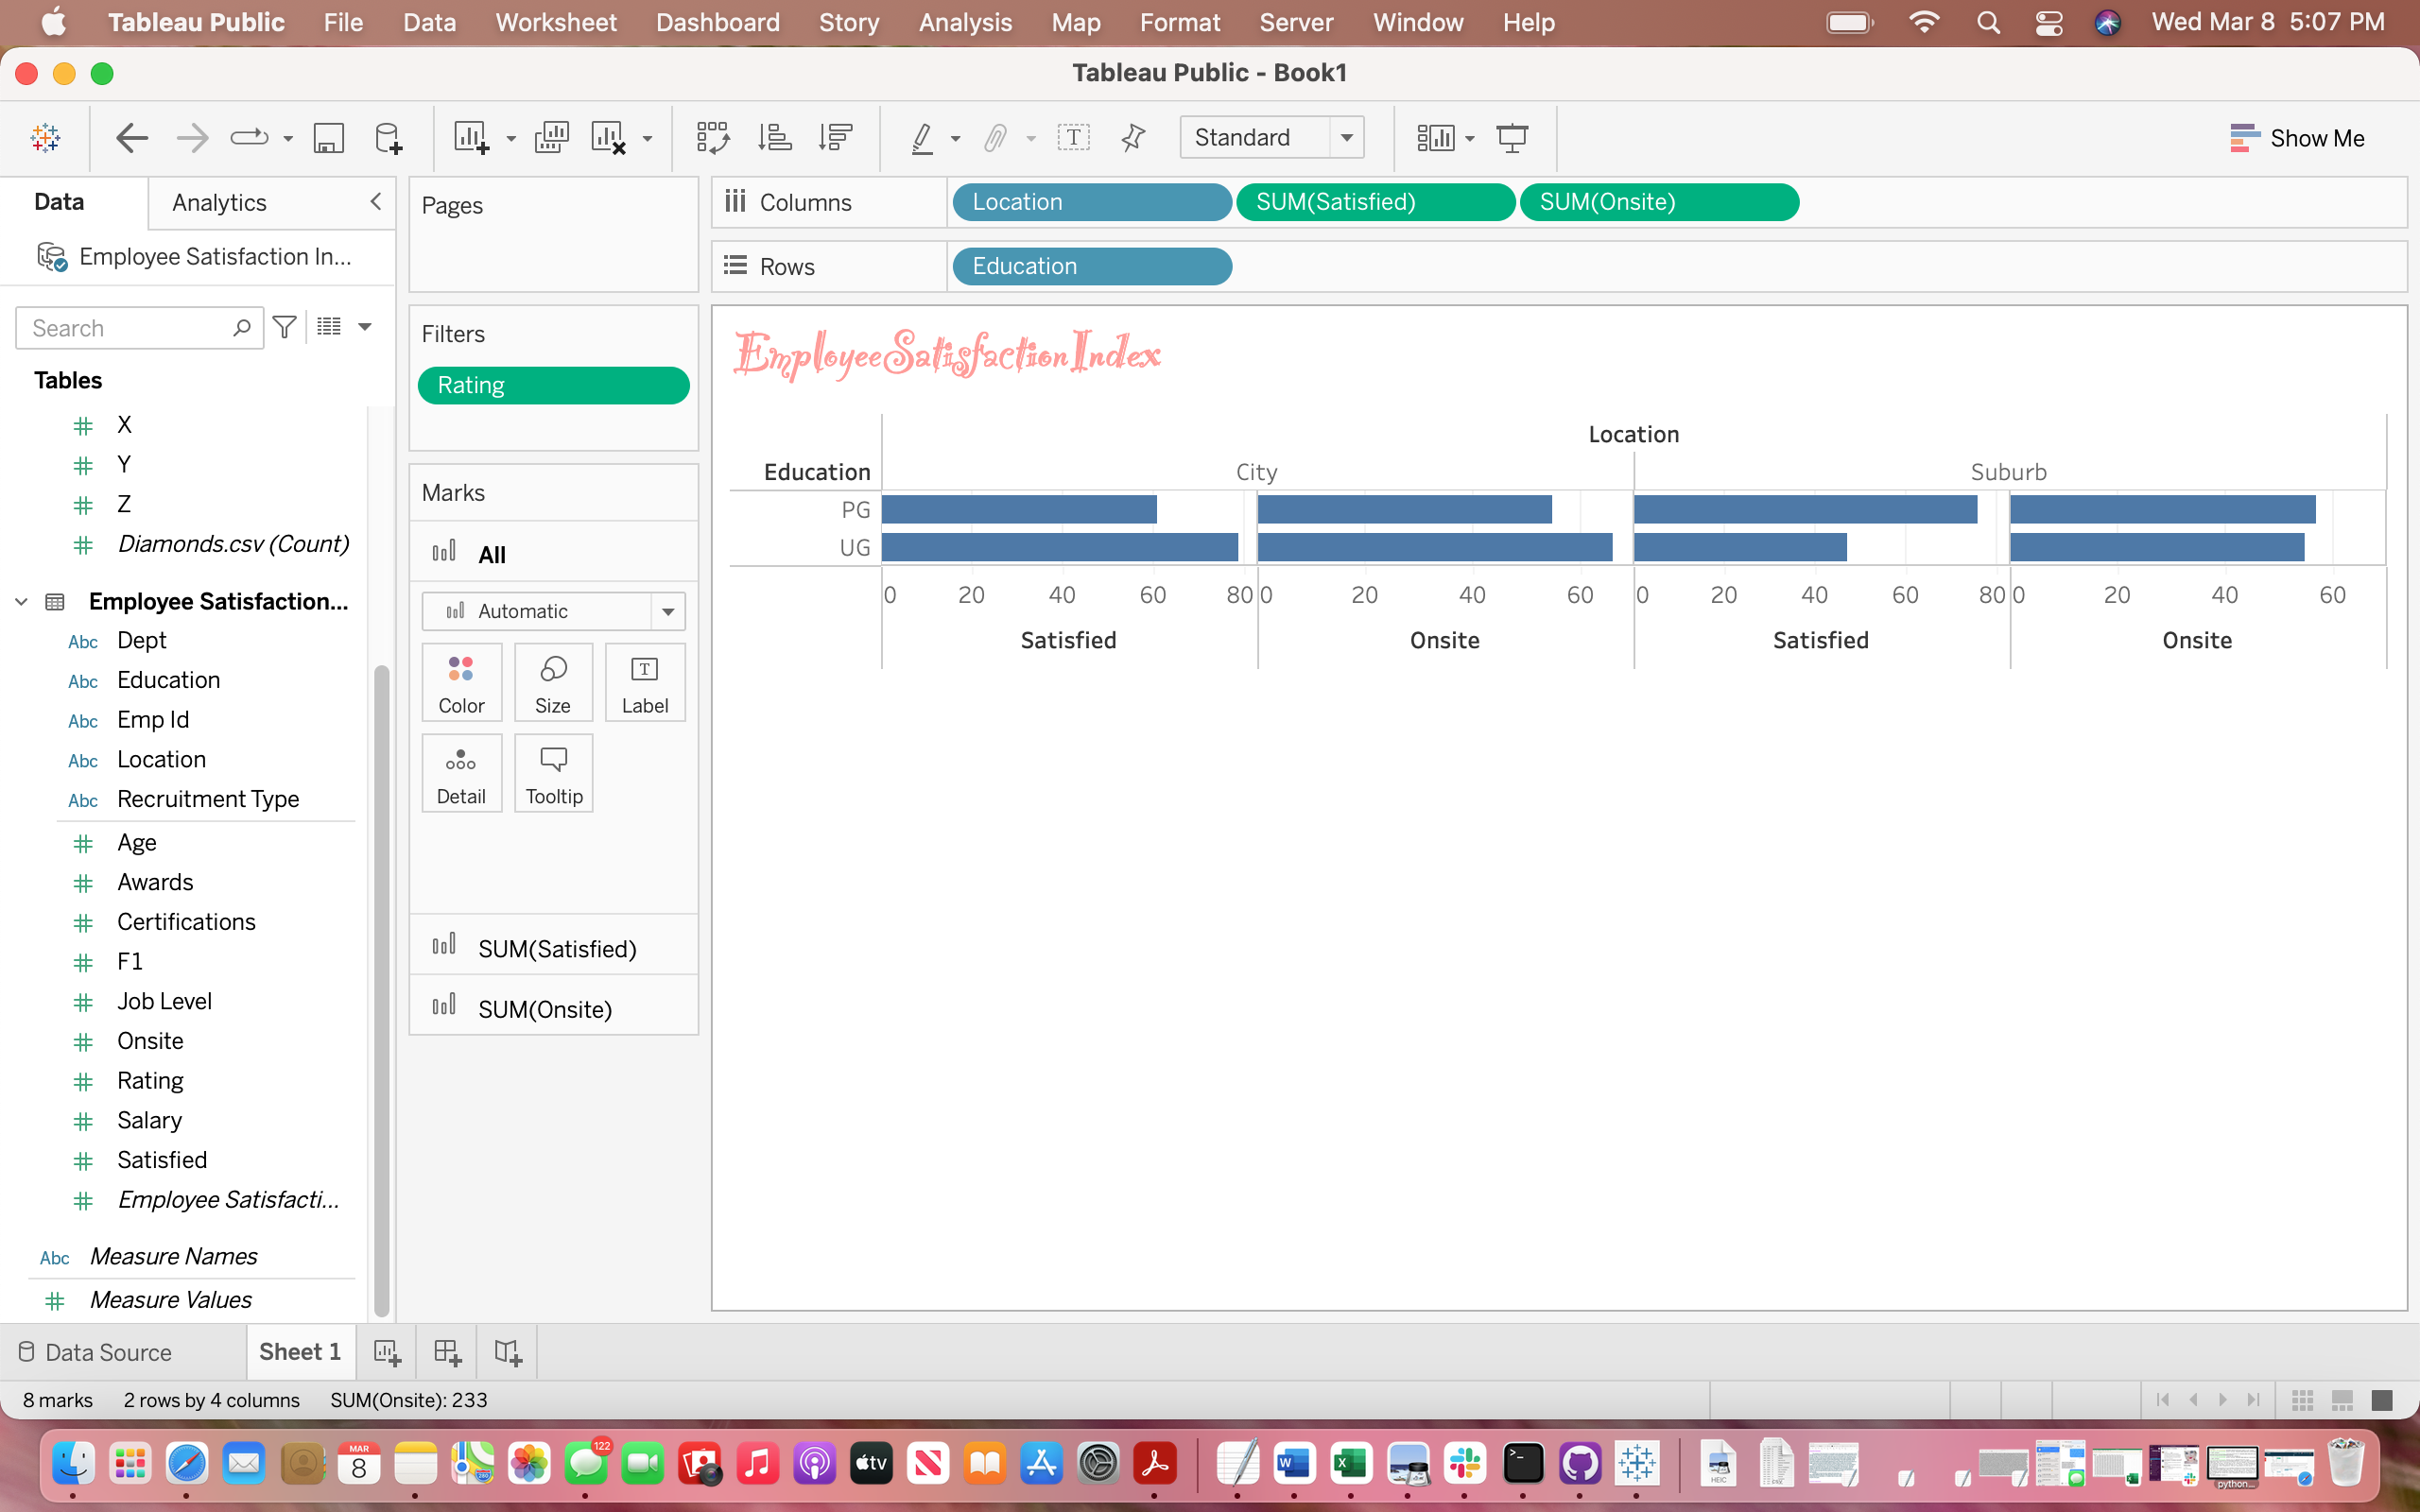 Tableau Public File Data Worksheet Dashboard Story Analysis Map Format Server Window Help Wed Mar 8 5:07 PM
Tableau Public - Book1
Standard Show Me
Data Analytics
Pages
Columns Location SUM(Satisfied) SUM(Onsite)
Employee Satisfaction In...
Rows Education
Search
Filters
Rating
EmployeeSatisfactionIndex
Tables
X
Y
Z
Diamonds.csv (Count)
Employee Satisfaction...
Abc Dept
Abc Education
Abc Emp Id
Abc Location
Abc Recruitment Type
Age
Awards
Certifications
F1
Job Level
Onsite
Rating
Salary
Satisfied
Employee Satisfacti...
Abc Measure Names
Measure Values
Marks
All
Automatic
Color Size Label
Detail Tooltip
SUM(Satisfied)
SUM(Onsite)
Location
Education City Suburb
PG
UG
0 20 40 60 80 0 20 40 60 0 20 40 60 80 0 20 40 60
Satisfied Onsite Satisfied Onsite
Data Source Sheet 1
8 marks 2 rows by 4 columns SUM(Onsite): 233
MAR
8
280
122
tv
W
X
HEIC
python...